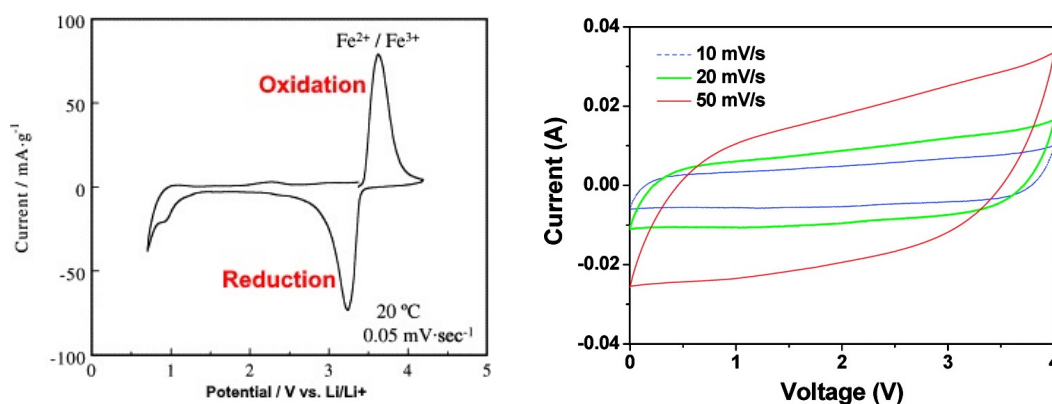 100
50
0
-50
-100
Current / mA·g-1
Fe2+ / Fe3+
Oxidation
Reduction
20 ºC
0.05 mV·sec-1
0 1 2 3 4 5
Potential / V vs. Li/Li+
0.04
0.02
0.00
-0.02
-0.04
Current (A)
10 mV/s
20 mV/s
50 mV/s
0 1 2 3 4
Voltage (V)